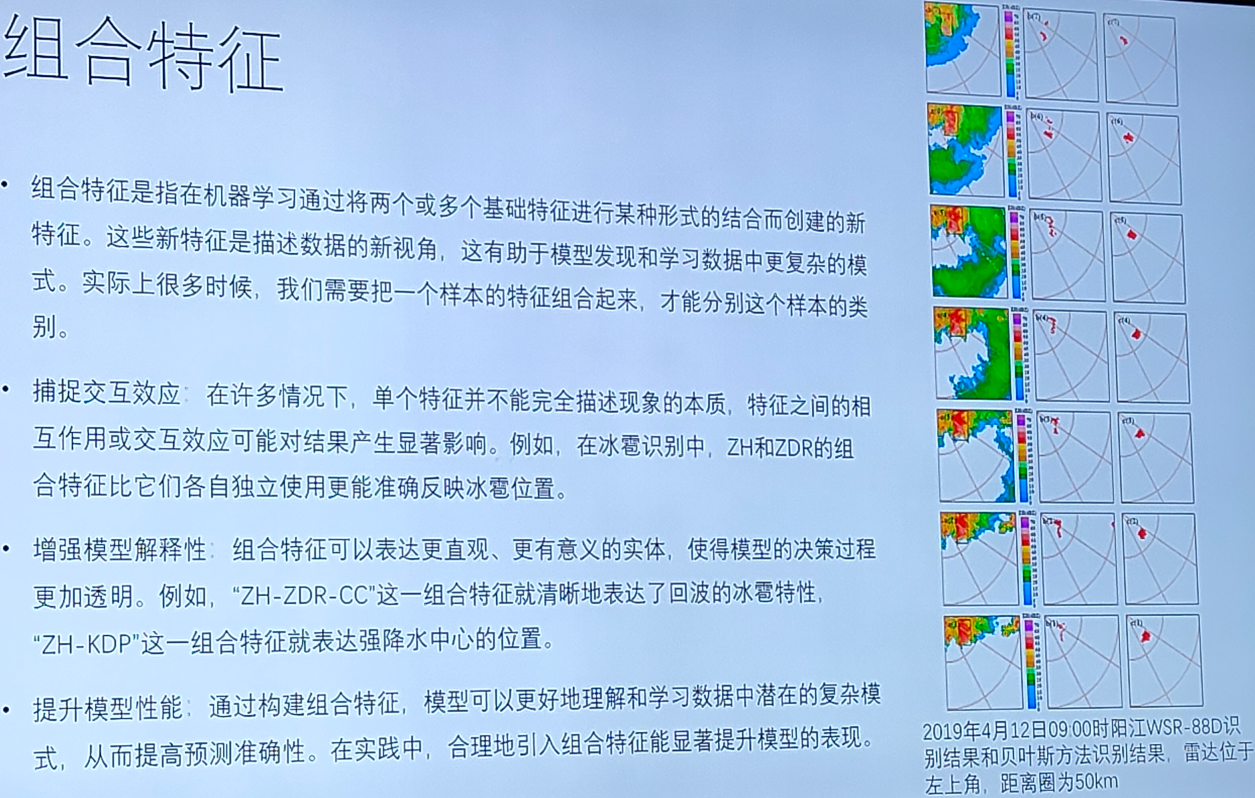 组合特征
• 组合特征是指在机器学习通过将两个或多个基础特征进行某种形式的结合而创建的新
特征。这些新特征是描述数据的新视角，这有助于模型发现和学习数据中更复杂的模
式。实际上很多时候，我们需要把一个样本的特征组合起来，才能分别这个样本的类
别。
• 捕捉交互效应：在许多情况下，单个特征并不能完全描述现象的本质，特征之间的相
互作用或交互效应可能对结果产生显著影响。例如，在冰雹识别中，ZH和ZDR的组
合特征比它们各自独立使用更能准确反映冰雹位置。
• 增强模型解释性：组合特征可以表达更直观、更有意义的实体，使得模型的决策过程
更加透明。例如，“ZH-ZDR-CC”这一组合特征就清晰地表达了回波的冰雹特性，
“ZH-KDP”这一组合特征就表达强降水中心的位置。
• 提升模型性能：通过构建组合特征，模型可以更好地理解和学习数据中潜在的复杂模
式，从而提高预测准确性。在实践中，合理地引入组合特征能显著提升模型的表现。
b(7) c(7)
b(6) c(6)
b(5) c(5)
b(4) c(4)
b(3) c(3)
b(2) c(2)
b(1) c(1)
2019年4月12日09:00时阳江WSR-88D识
别结果和贝叶斯方法识别结果，雷达位于
左上角，距离圈为50km